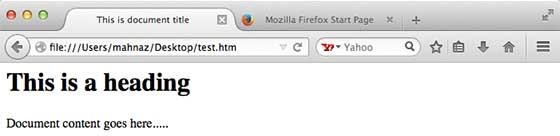 This is document title
Mozilla Firefox Start Page
file:///Users/mahnaz/Desktop/test.htm
Yahoo
This is a heading
Document content goes here.....